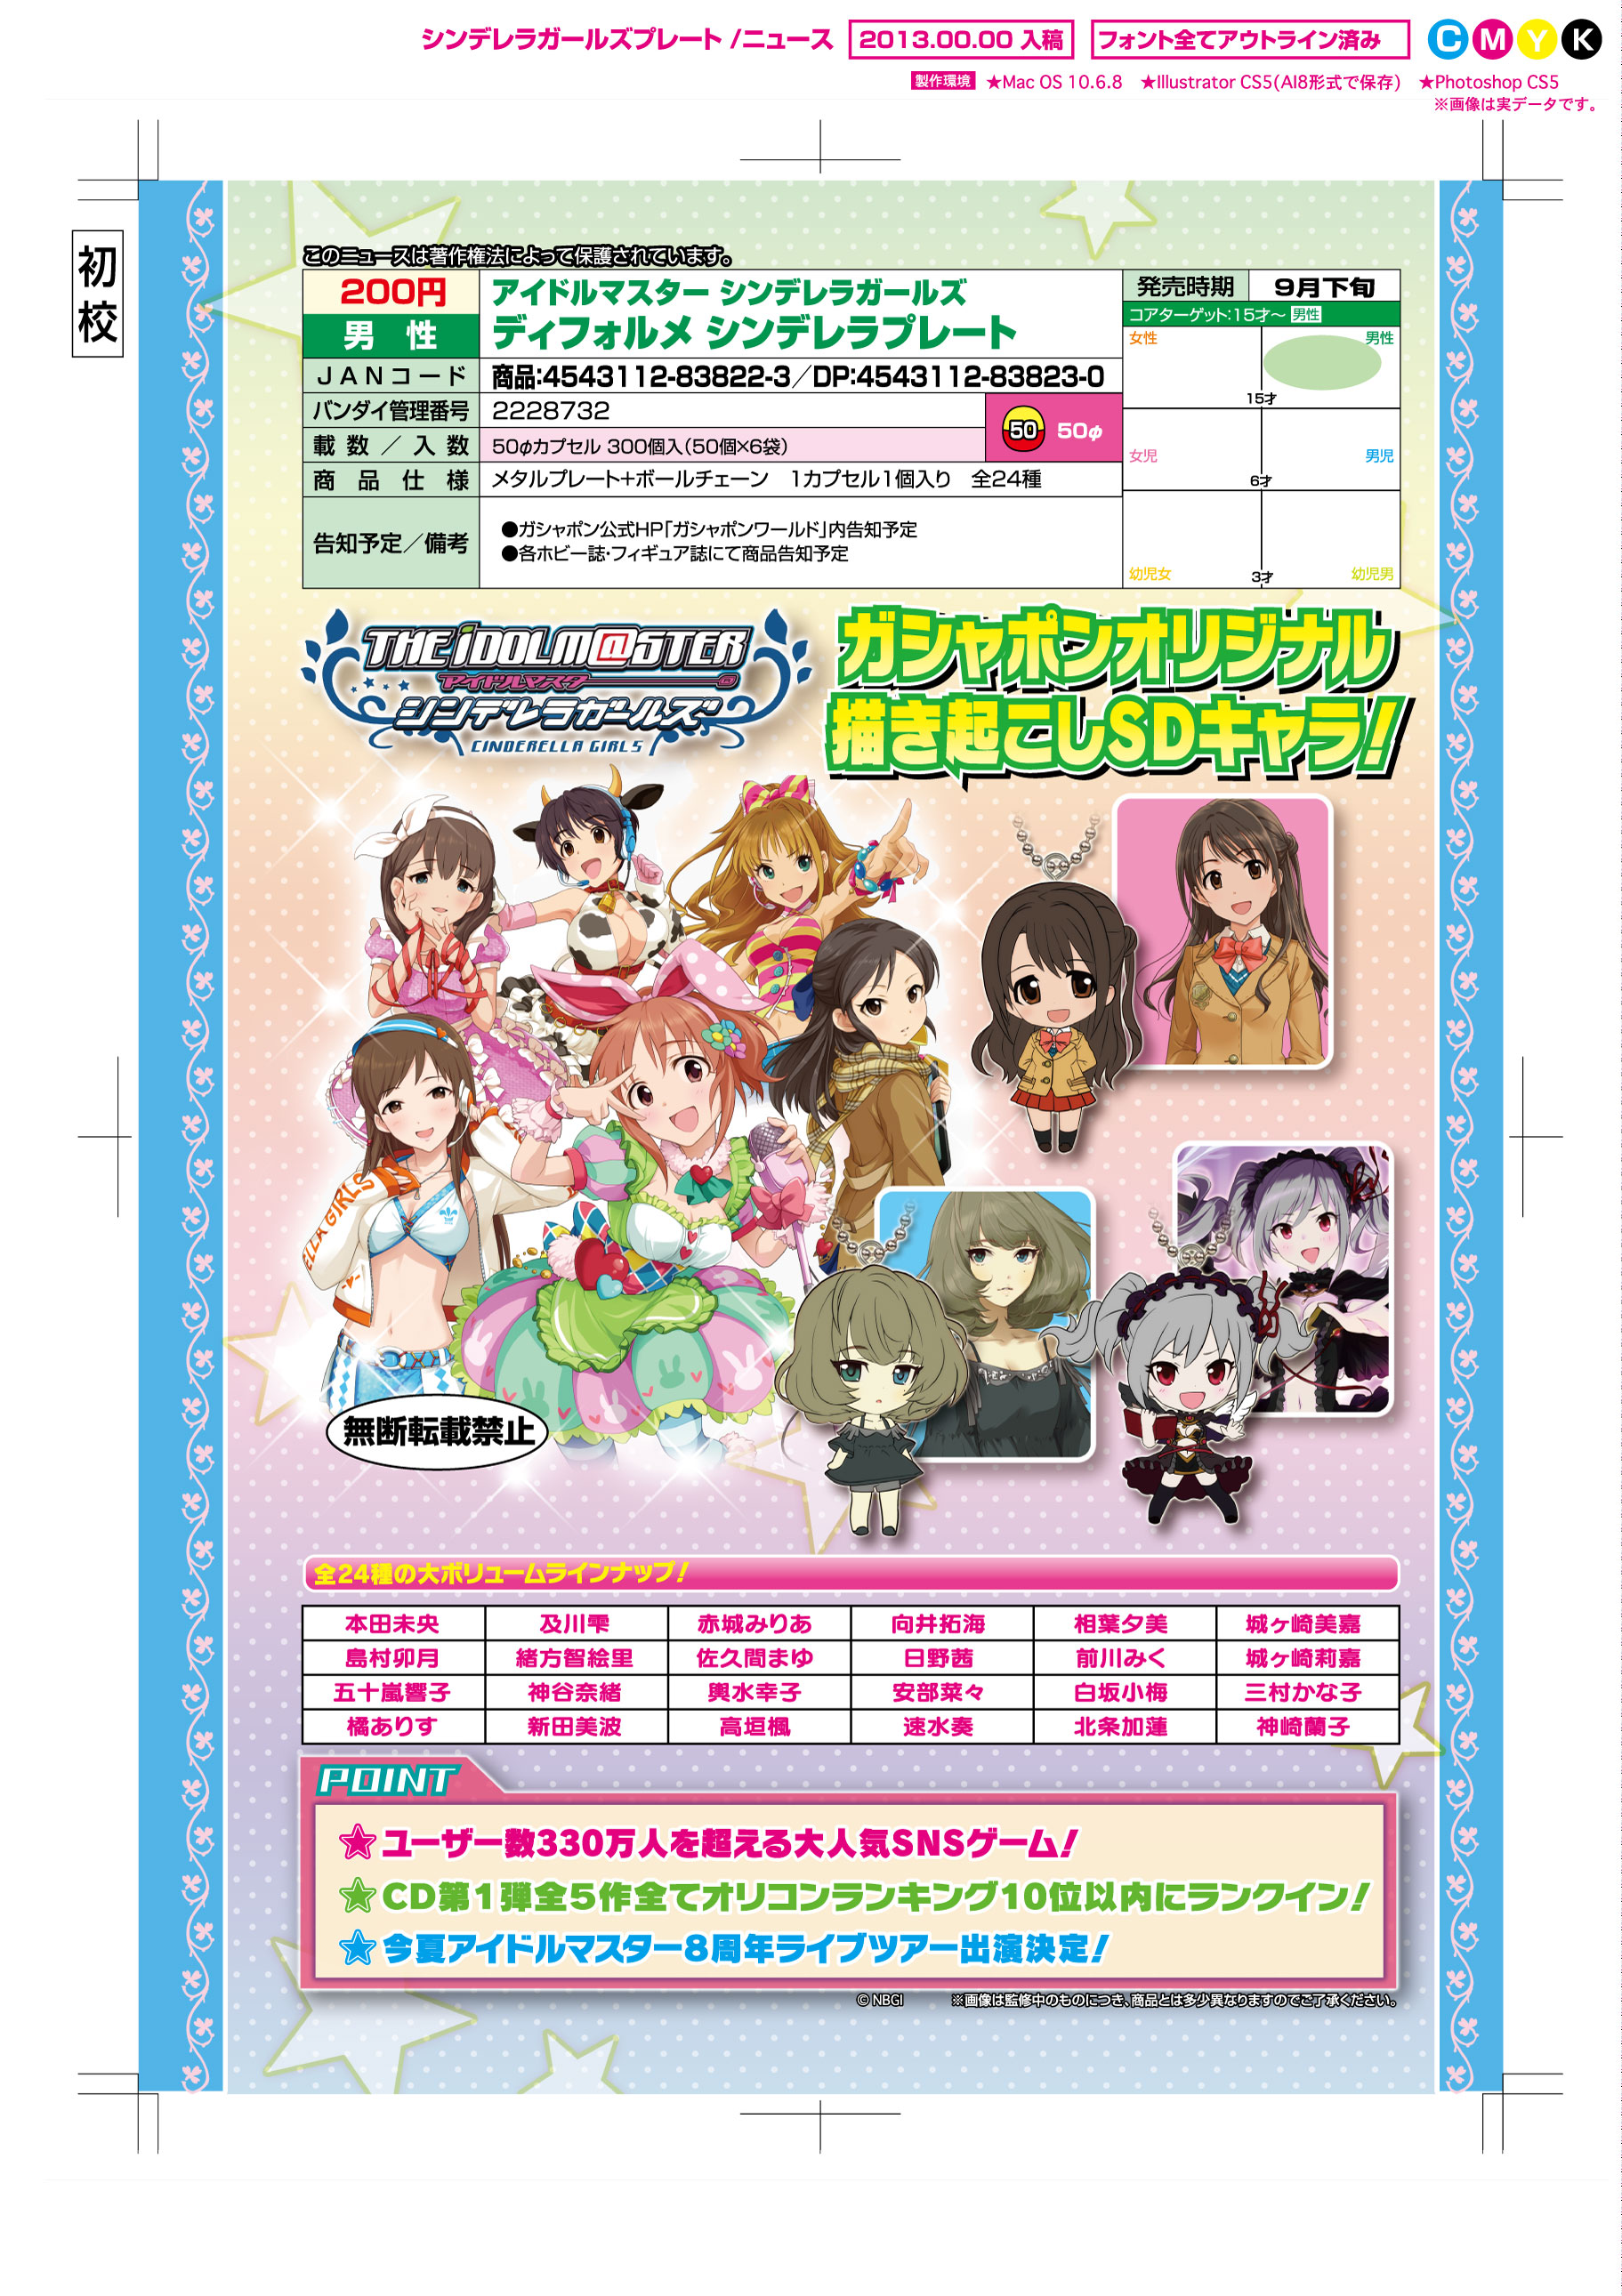 シンデレラガールズプレート /ニュース 2013.00.00 入稿 フォント全てアウトライン済み C M Y K
製作環境 ★Mac OS 10.6.8 ★Illustrator CS5(AI8形式で保存) ★Photoshop CS5
※画像は実データです。
初校
このニュースは著作権法によって保護されています。
200円
男性
アイドルマスター シンデレラガールズ
ディフォルメ シンデレラプレート
JANコード 商品:4543112-83822-3/DP:4543112-83823-0
バンダイ管理番号 2228732
載数/入数 50φカプセル 300個入(50個×6袋)
50 50φ
商品仕様 メタルプレート+ボールチェーン 1カプセル1個入り 全24種
告知予定/備考
●ガシャポン公式HP「ガシャポンワールド」内告知予定
●各ホビー誌・フィギュア誌にて商品告知予定
発売時期 9月下旬
コアターゲット:15才〜 男性
女性 男性
15才
女児 男児
6才
幼児女 3才 幼児男
THE iDOLM@STER
アイドルマスター
シンデレラガールズ
CINDERELLA GIRLS
ガシャポンオリジナル
描き起こしSDキャラ!
ELLA GIRLS
無断転載禁止
全24種の大ボリュームラインナップ!
本田未央 及川雫 赤城みりあ 向井拓海 相葉夕美 城ヶ崎美嘉
島村卯月 緒方智絵里 佐久間まゆ 日野茜 前川みく 城ヶ崎莉嘉
五十嵐響子 神谷奈緒 輿水幸子 安部菜々 白坂小梅 三村かな子
橘ありす 新田美波 高垣楓 速水奏 北条加蓮 神崎蘭子
POINT
★ユーザー数330万人を超える大人気SNSゲーム!
★CD第1弾全5作全てオリコンランキング10位以内にランクイン!
★今夏アイドルマスター8周年ライブツアー出演決定!
© NBGI ※画像は監修中のものにつき、商品とは多少異なりますのでご了承ください。